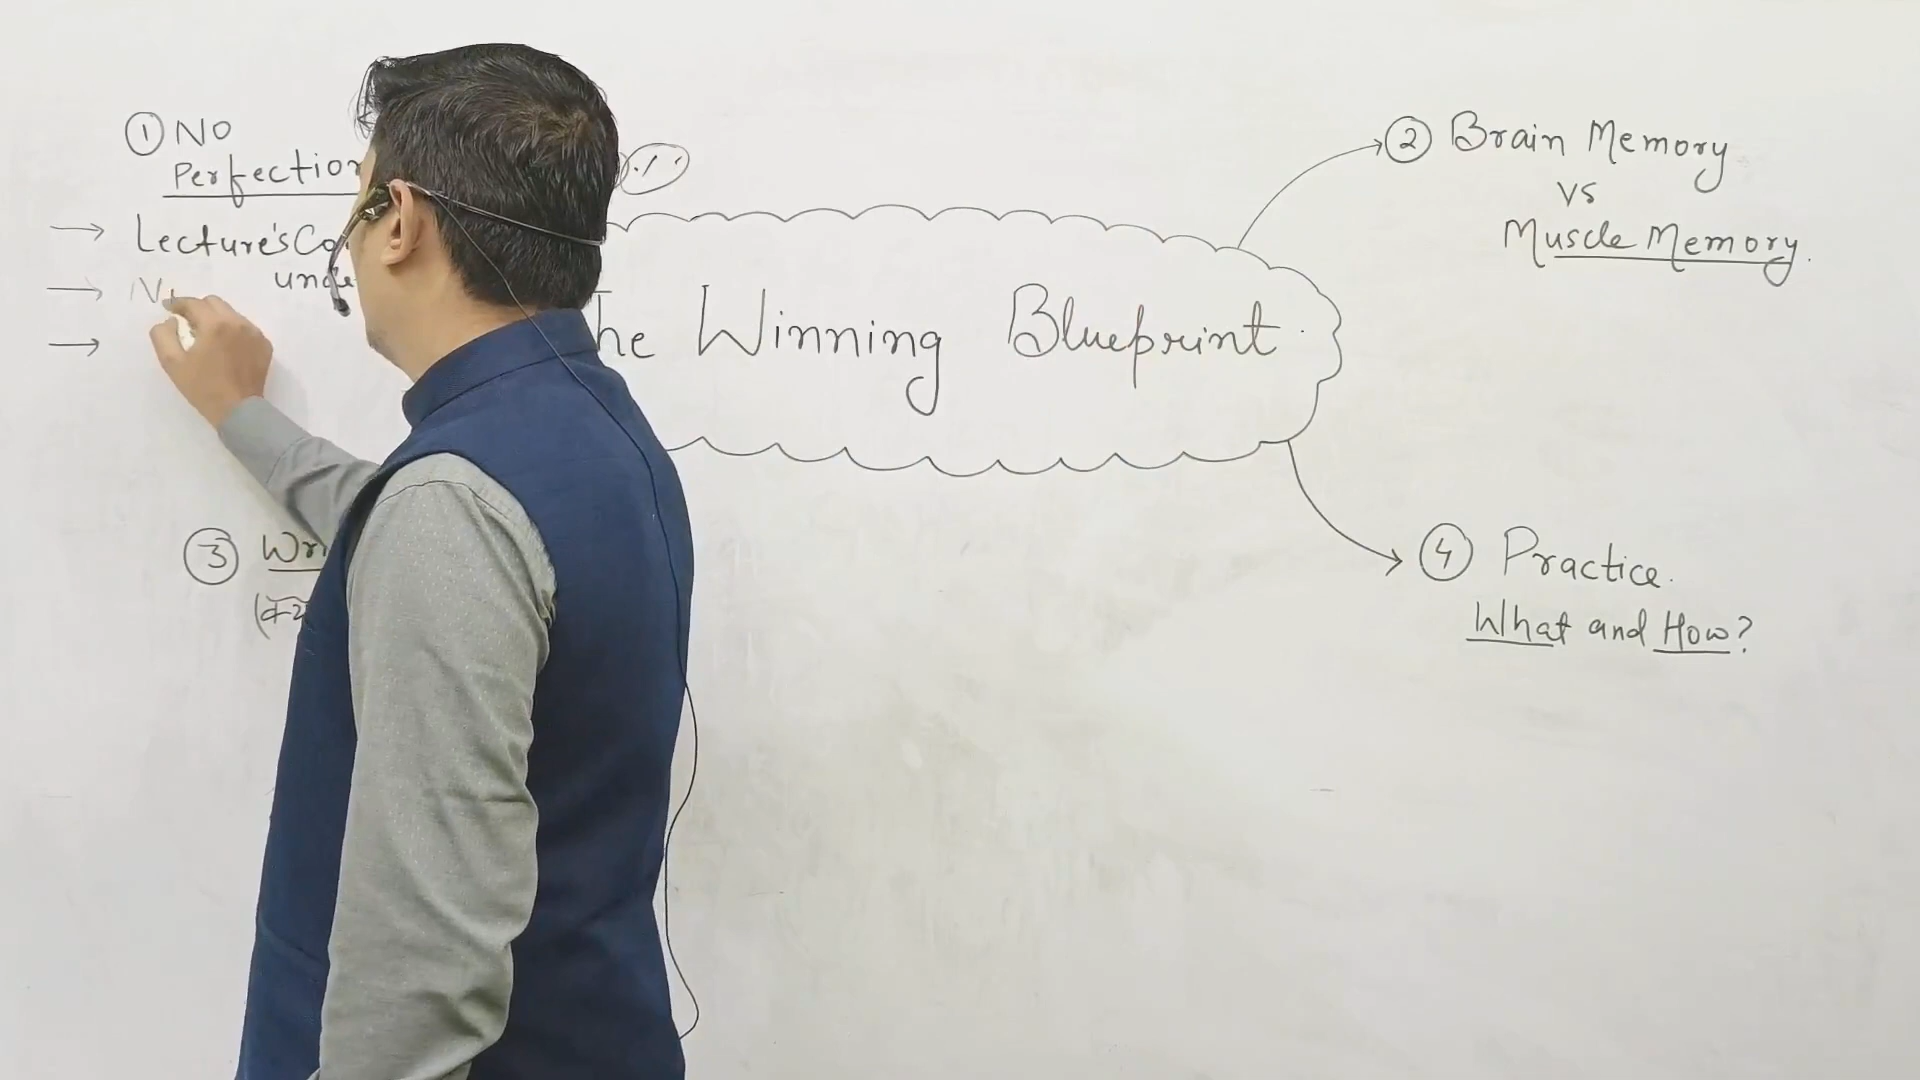 ① NO
Perfection
Lecture's
The Winning Blueprint
② Brain Memory
vs
Muscle Memory.
③
④ Practice.
What and How?